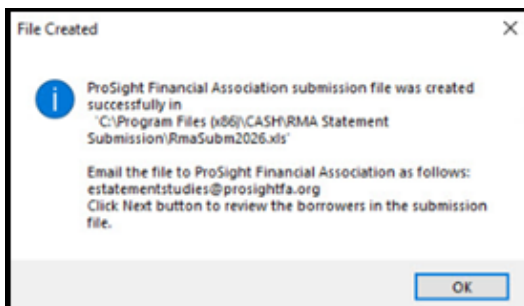 File Created
ProSight Financial Association submission file was created
successfully in
'C:\Program Files (x86)\CASH\RMA Statement
Submission\RmaSubm2026.xls'
Email the file to ProSight Financial Association as follows:
estatementstudies@prosightfa.org
Click Next button to review the borrowers in the submission
file.
OK